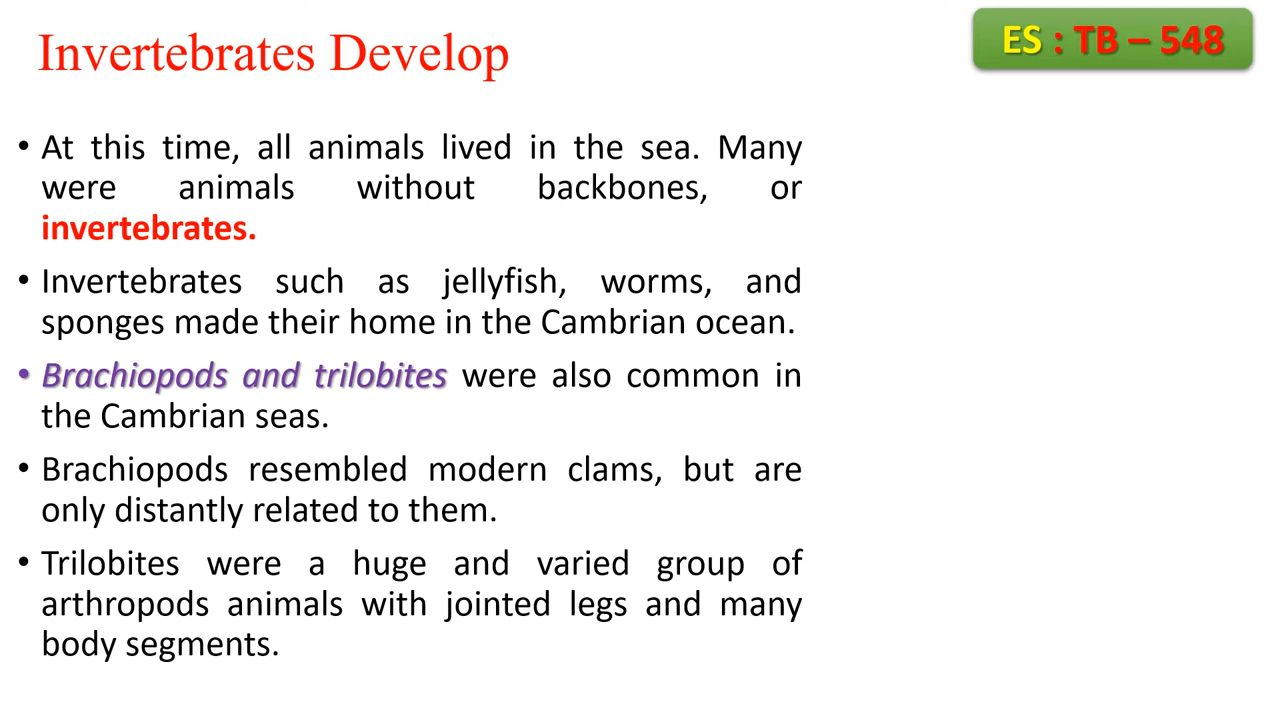 Invertebrates Develop
ES : TB – 548
• At this time, all animals lived in the sea. Many
were animals without backbones, or
invertebrates.
• Invertebrates such as jellyfish, worms, and
sponges made their home in the Cambrian ocean.
• Brachiopods and trilobites were also common in
the Cambrian seas.
• Brachiopods resembled modern clams, but are
only distantly related to them.
• Trilobites were a huge and varied group of
arthropods animals with jointed legs and many
body segments.